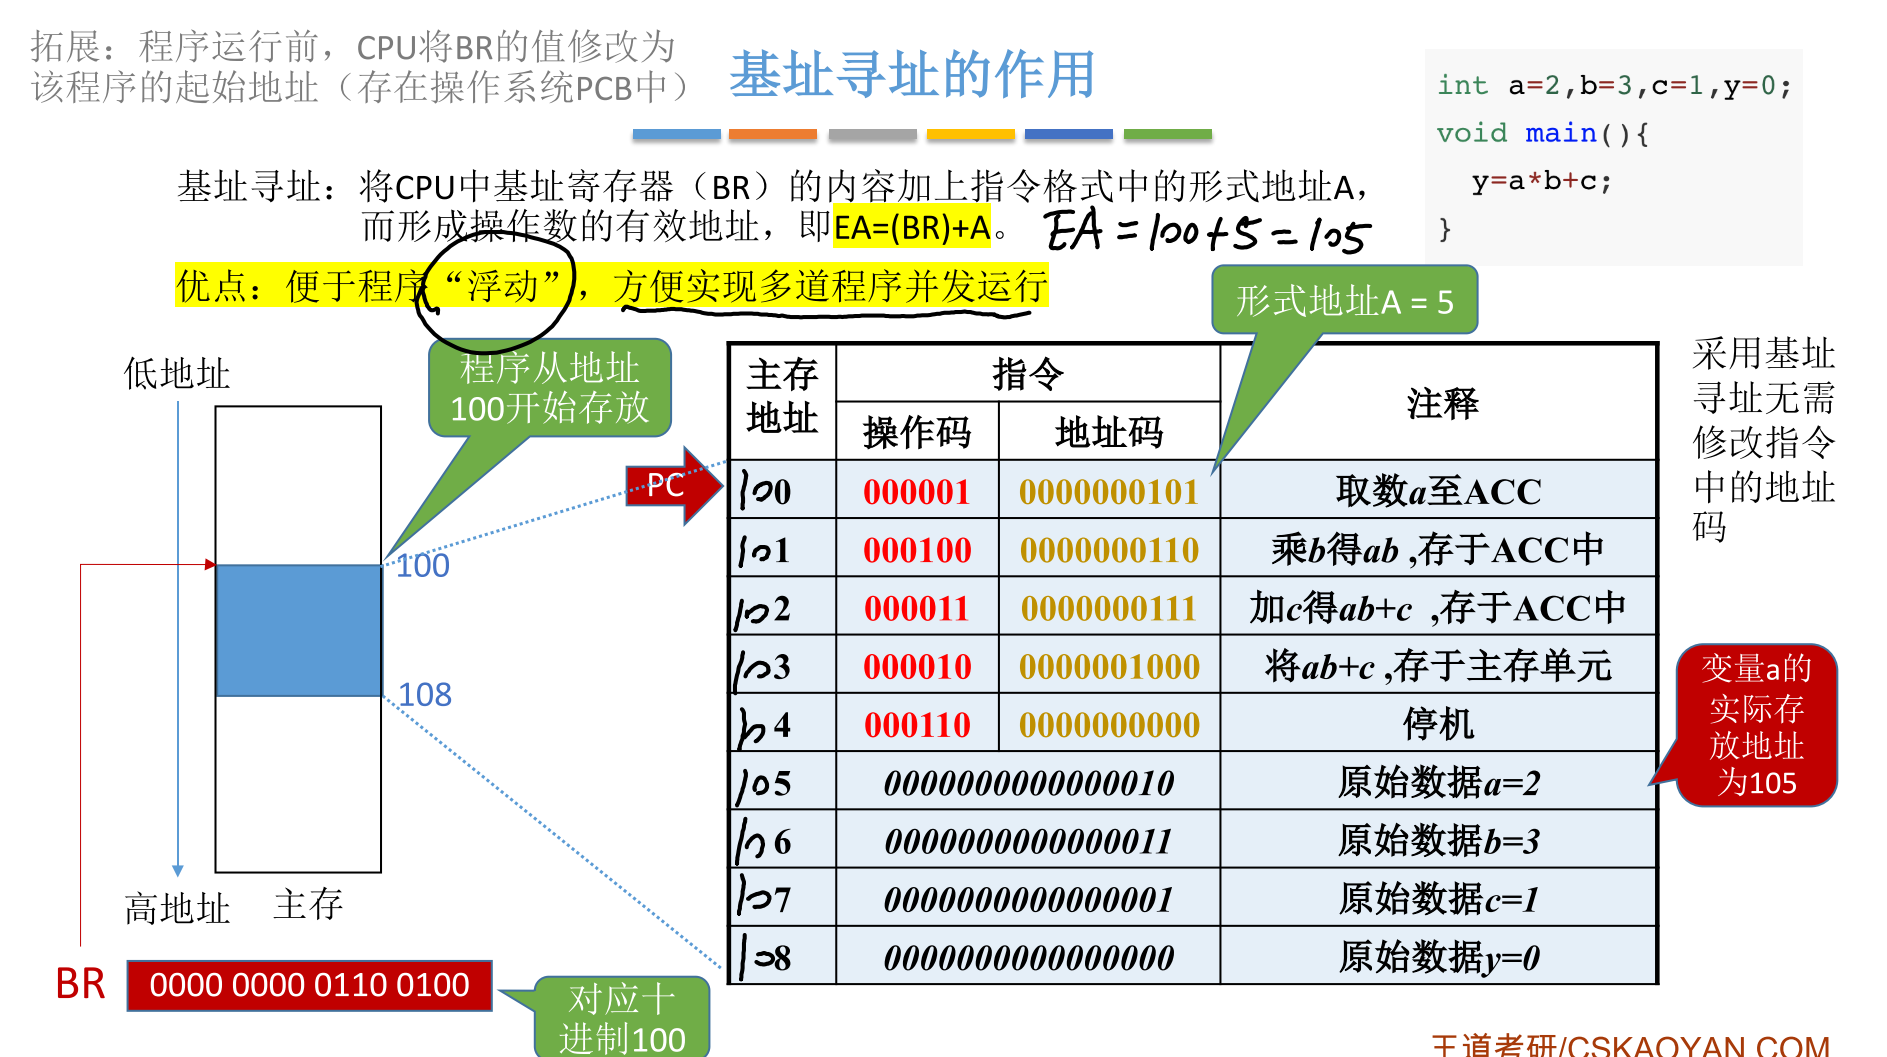 拓展：程序运行前，CPU将BR的值修改为
该程序的起始地址（存在操作系统PCB中）
基址寻址的作用
int a=2,b=3,c=1,y=0;
void main(){
y=a*b+c;
}
基址寻址：将CPU中基址寄存器（BR）的内容加上指令格式中的形式地址A，
而形成操作数的有效地址，即EA=(BR)+A。
EA=100+5=105
优点：便于程序“浮动”，方便实现多道程序并发运行
形式地址A = 5
程序从地址
100开始存放
低地址
100
108
高地址
主存
BR
0000 0000 0110 0100
对应十
进制100
PC
主存
地址
指令
注释
操作码 地址码
100 000001 0000000101 取数a至ACC
101 000100 0000000110 乘b得ab ,存于ACC中
102 000011 0000000111 加c得ab+c ,存于ACC中
103 000010 0000001000 将ab+c ,存于主存单元
104 000110 0000000000 停机
105 0000000000000010 原始数据a=2
106 0000000000000011 原始数据b=3
107 0000000000000001 原始数据c=1
108 0000000000000000 原始数据y=0
采用基址
寻址无需
修改指令
中的地址
码
变量a的
实际存
放地址
为105
王道考研/CSKAOYAN.COM